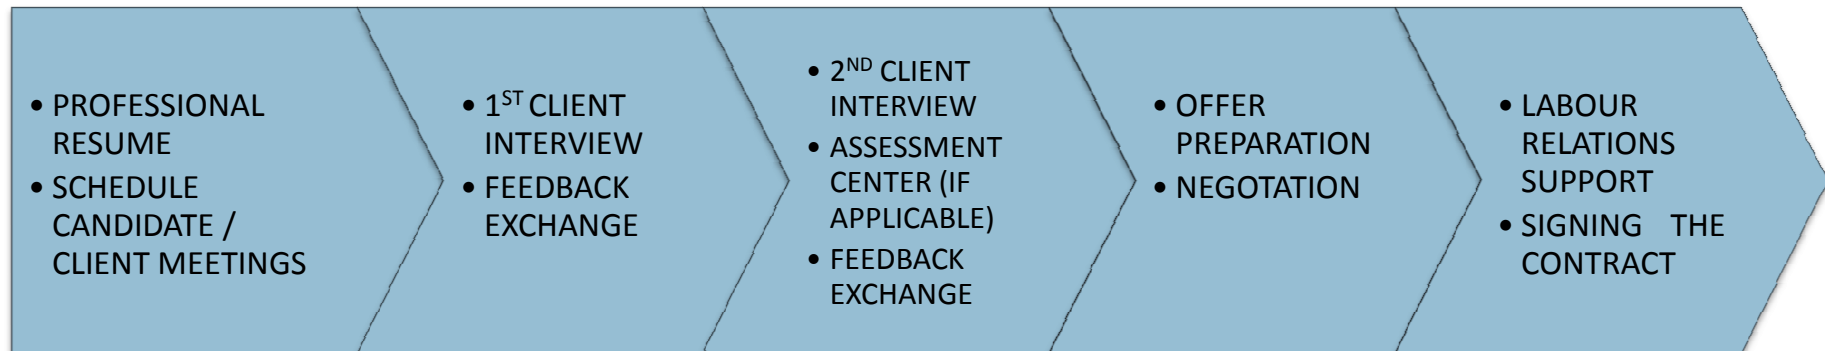 • PROFESSIONAL
RESUME
• SCHEDULE
CANDIDATE /
CLIENT MEETINGS
• 1ST CLIENT
INTERVIEW
• FEEDBACK
EXCHANGE
• 2ND CLIENT
INTERVIEW
• ASSESSMENT
CENTER (IF
APPLICABLE)
• FEEDBACK
EXCHANGE
• OFFER
PREPARATION
• NEGOTATION
• LABOUR
RELATIONS
SUPPORT
• SIGNING THE
CONTRACT